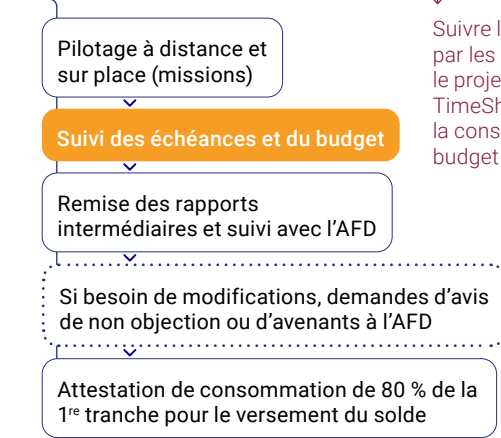 Pilotage à distance et
sur place (missions)
Suivre l
par les
le proje
TimeSh
la cons
budget
Suivi des échéances et du budget
Remise des rapports
intermédiaires et suivi avec l’AFD
Si besoin de modifications, demandes d’avis
de non objection ou d’avenants à l’AFD
Attestation de consommation de 80 % de la
1re tranche pour le versement du solde